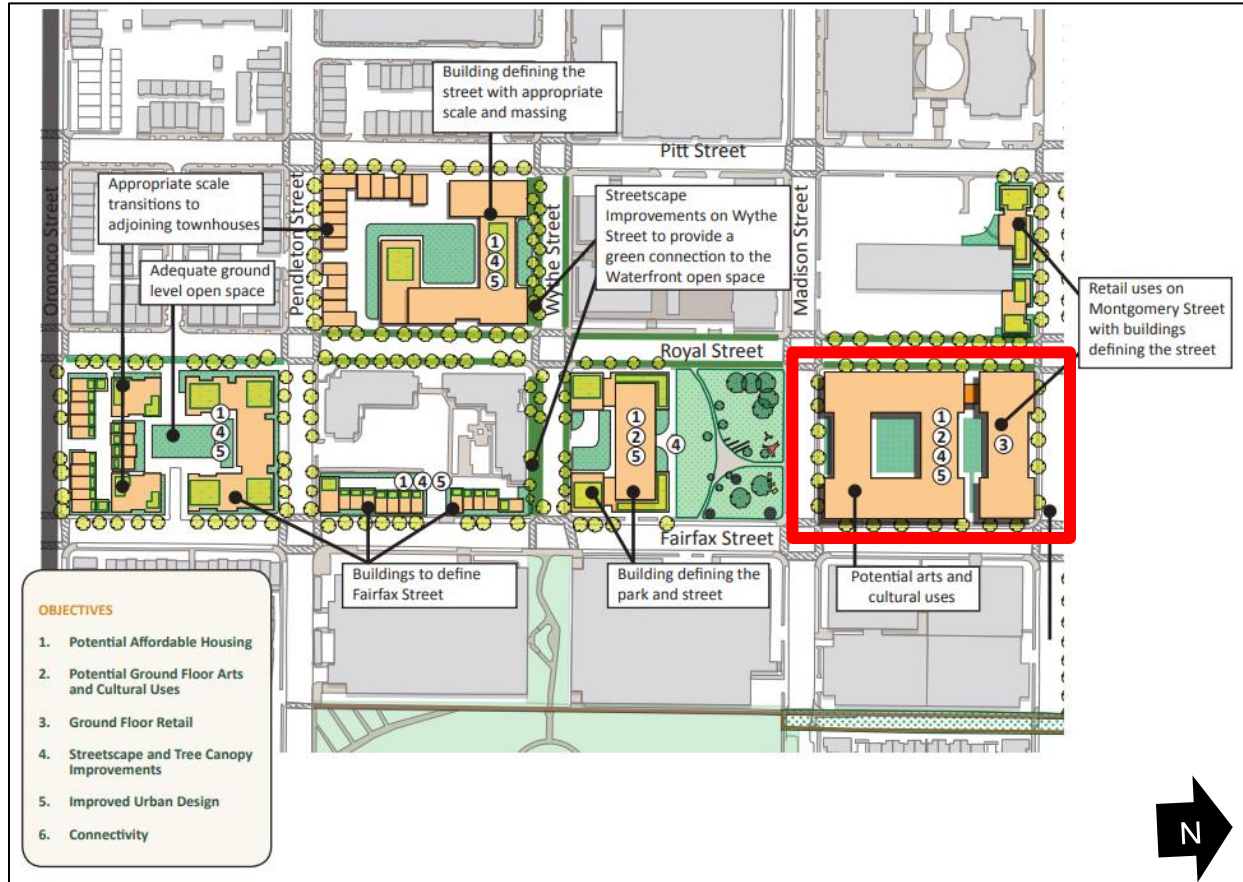 Building defining the
street with appropriate
scale and massing
Pitt Street
Appropriate scale
transitions to
adjoining townhouses
Streetscape
Improvements on Wythe
Street to provide a
green connection to the
Waterfront open space
Adequate ground
level open space
Oronoco Street
Pendleton Street
Wythe Street
Madison Street
1
4
5
Retail uses on
Montgomery Street
with buildings
defining the street
Royal Street
1
4
5
1 4 5
1
2
5
4
1
2
4
5
3
Fairfax Street
Buildings to define
Fairfax Street
Building defining the
park and street
Potential arts and
cultural uses
OBJECTIVES
1. Potential Affordable Housing
2. Potential Ground Floor Arts
and Cultural Uses
3. Ground Floor Retail
4. Streetscape and Tree Canopy
Improvements
5. Improved Urban Design
6. Connectivity
N